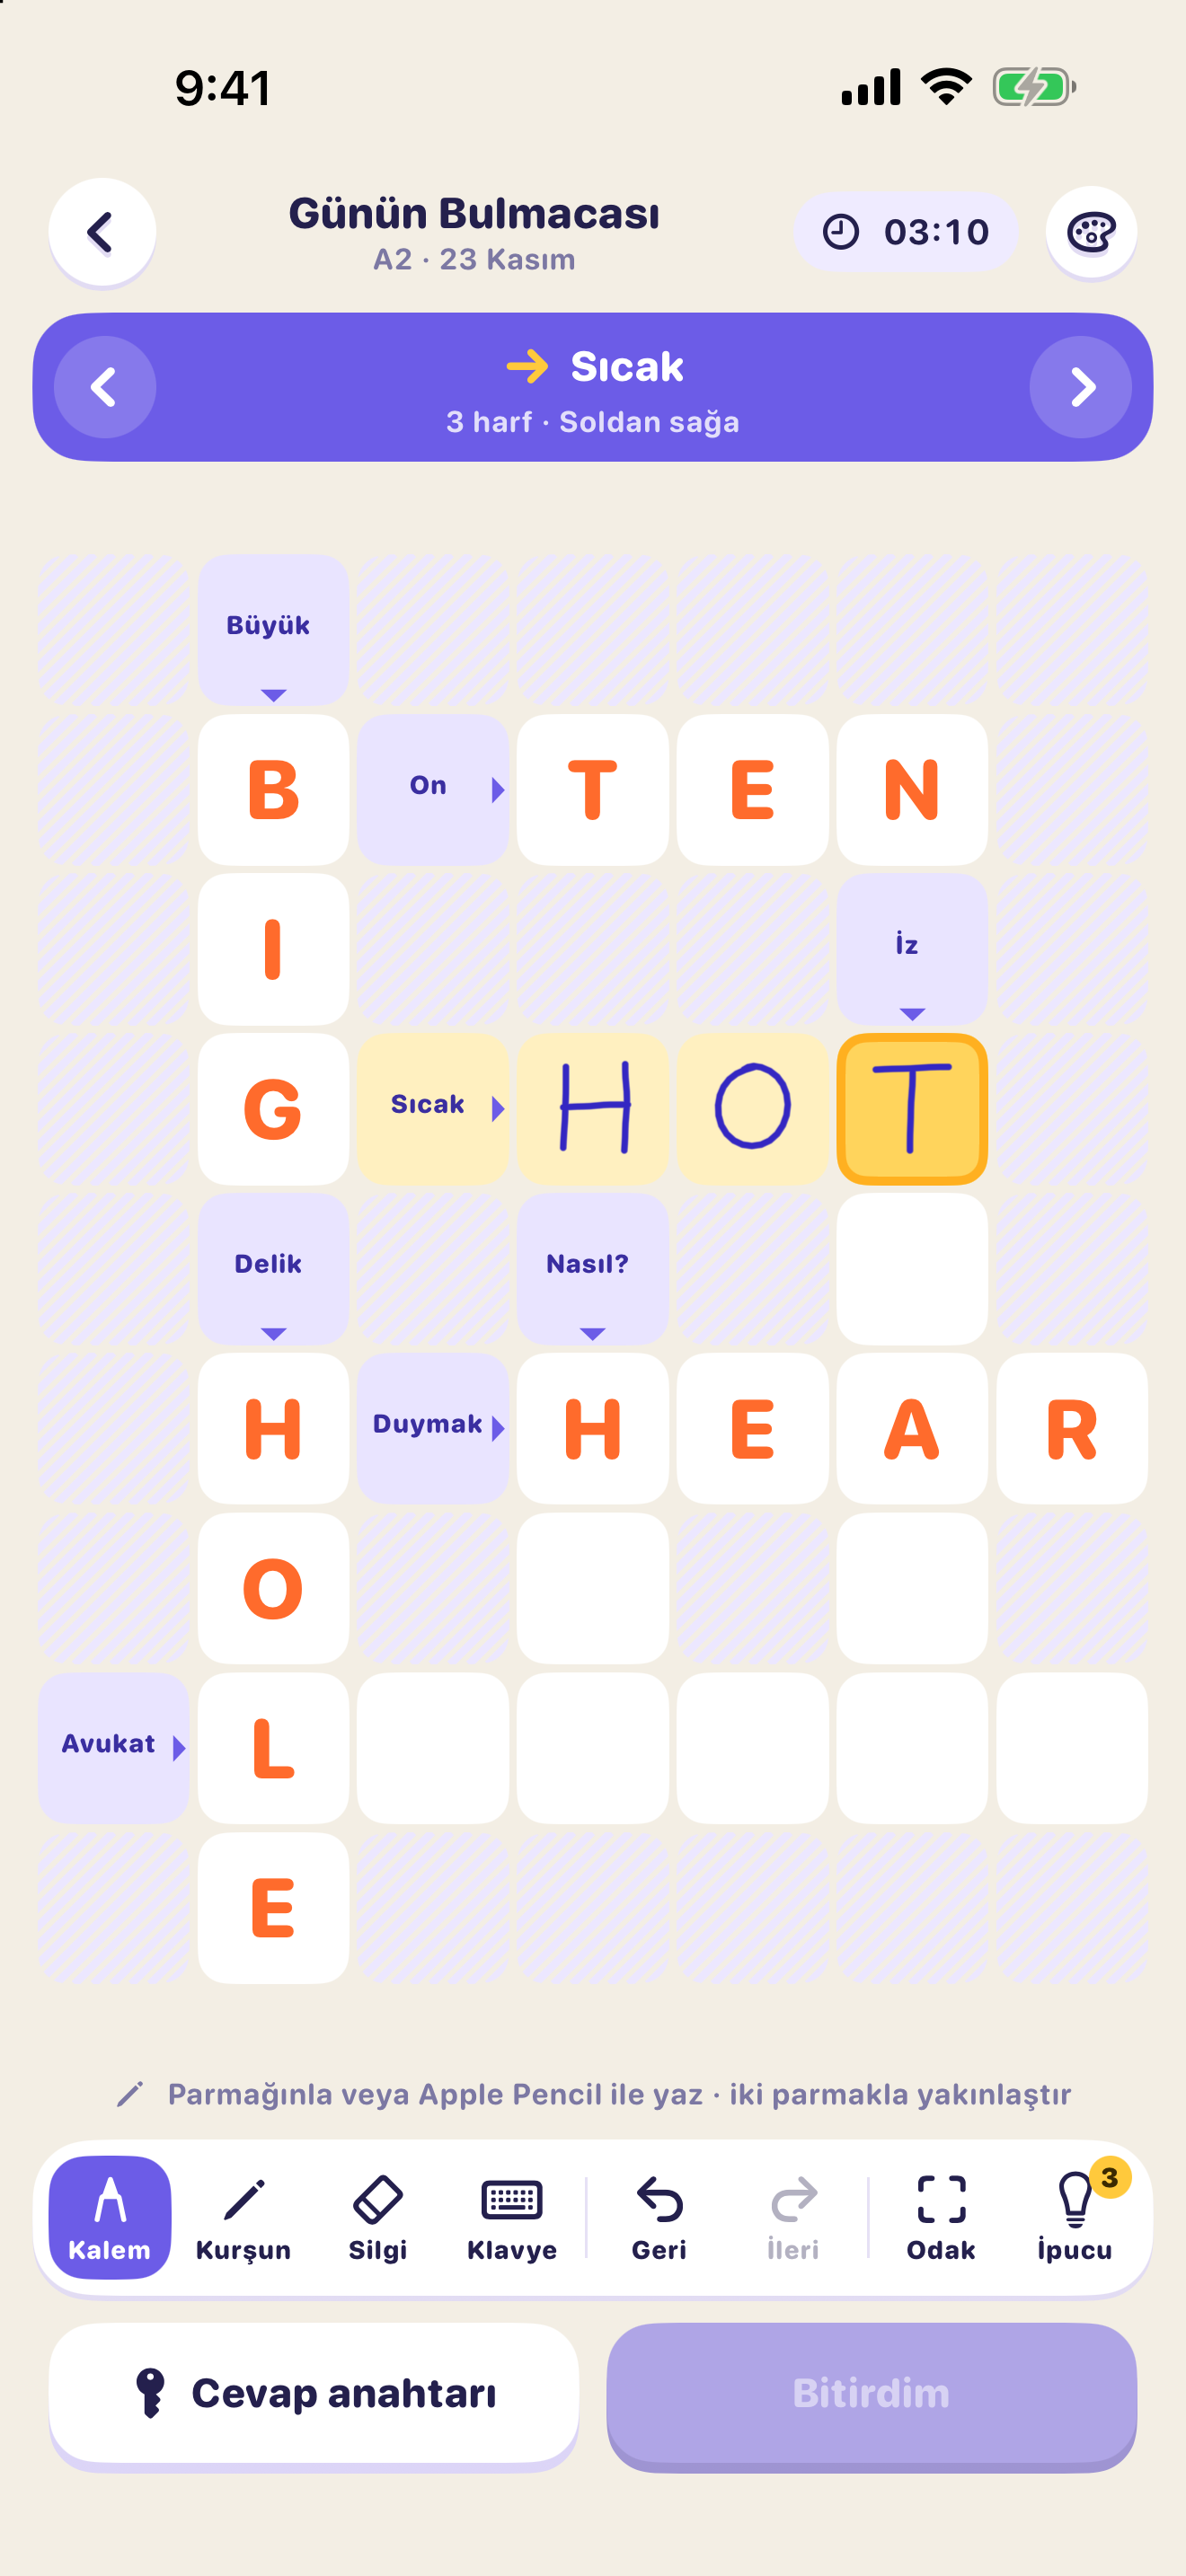 9:41
Günün Bulmacası
A2 · 23 Kasım
03:10
→ Sıcak
3 harf · Soldan sağa
Büyük
B On T E N
I İz
G Sıcak H O T
Delik Nasıl?
H Duymak H E A R
O
Avukat L
E
Parmağınla veya Apple Pencil ile yaz · iki parmakla yakınlaştır
3
Kalem Kurşun Silgi Klavye Geri İleri Odak İpucu
Cevap anahtarı Bitirdim